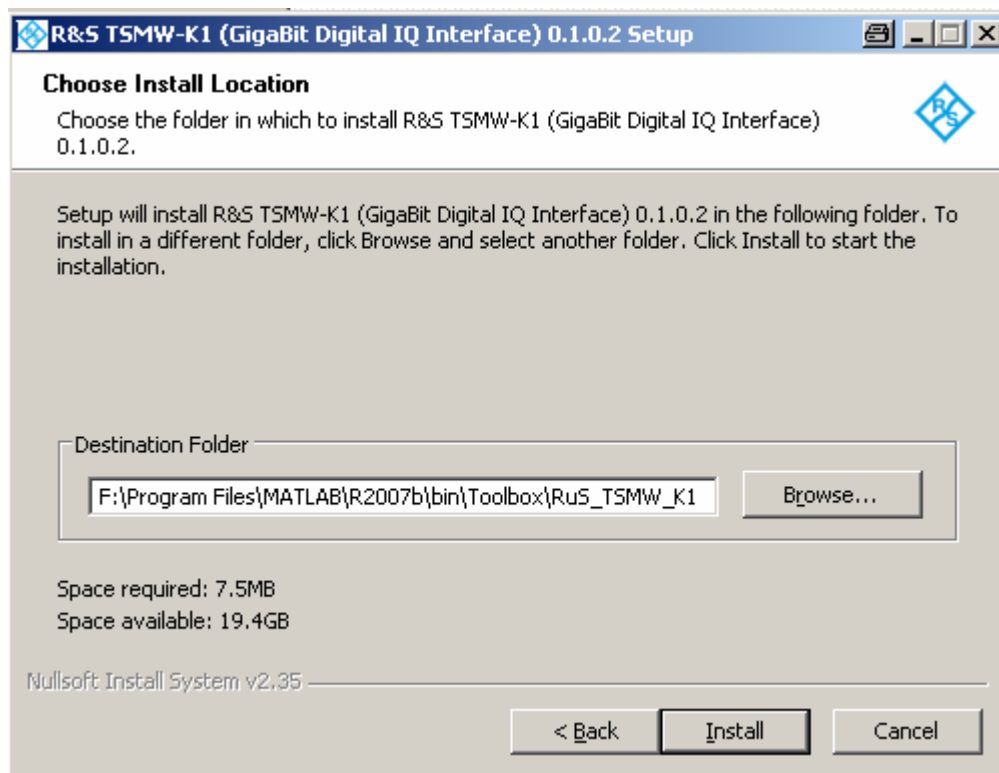 R&S TSMW-K1 (GigaBit Digital IQ Interface) 0.1.0.2 Setup
Choose Install Location
Choose the folder in which to install R&S TSMW-K1 (GigaBit Digital IQ Interface)
0.1.0.2.
R&S
Setup will install R&S TSMW-K1 (GigaBit Digital IQ Interface) 0.1.0.2 in the following folder. To
install in a different folder, click Browse and select another folder. Click Install to start the
installation.
Destination Folder
F:\Program Files\MATLAB\R2007b\bin\Toolbox\RuS_TSMW_K1
Browse...
Space required: 7.5MB
Space available: 19.4GB
Nullsoft Install System v2.35
< Back
Install
Cancel